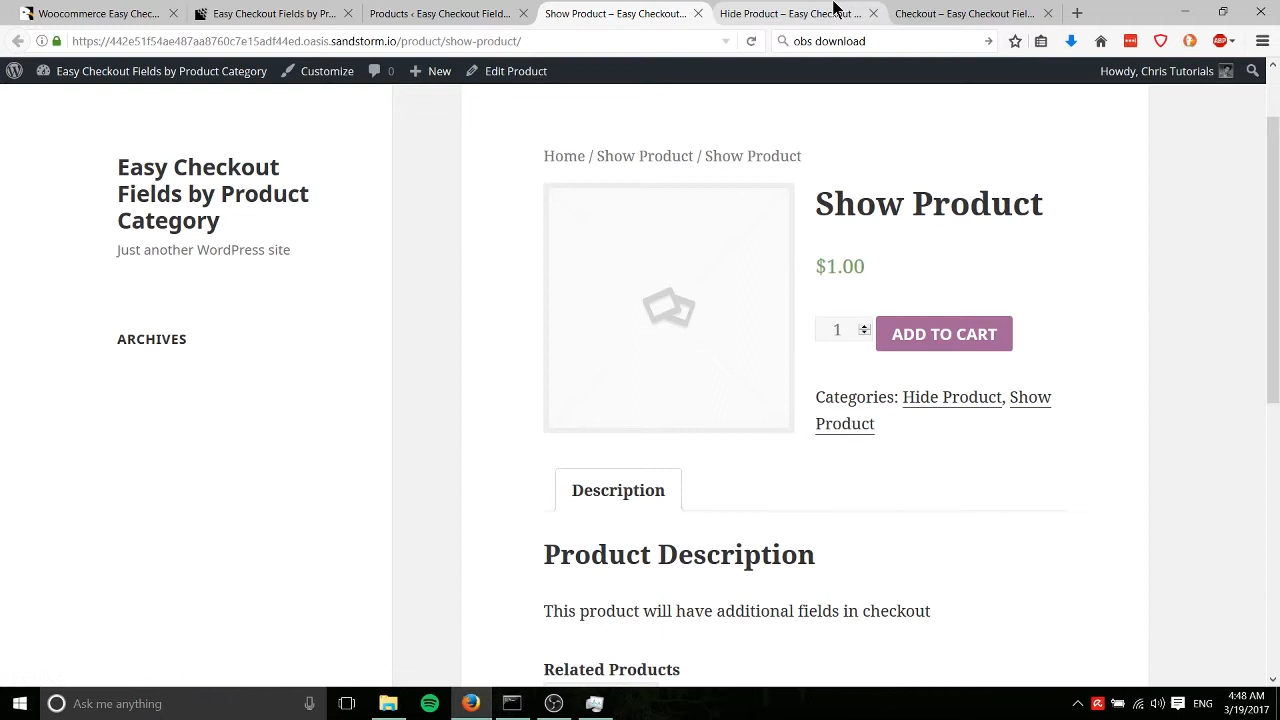 Woocommerce Easy Chec...
Easy Checkout Fields by Pr...
Products ‹ Easy Checkout F...
Show Product – Easy Checkout...
Hide Product – Easy Checkout ...
Checkout – Easy Checkout Fiel...
https://442e51f54ae487aa8760c7e15adf44ed.oasis.sandstorm.io/product/show-product/
obs download
ABP
Easy Checkout Fields by Product Category
Customize
0
New
Edit Product
Howdy, Chris Tutorials
Easy Checkout
Fields by Product
Category
Just another WordPress site
ARCHIVES
Home / Show Product / Show Product
Show Product
$1.00
1
ADD TO CART
Categories: Hide Product, Show
Product
Description
Product Description
This product will have additional fields in checkout
Related Products
Ask me anything
ENG
4:48 AM
3/19/2017